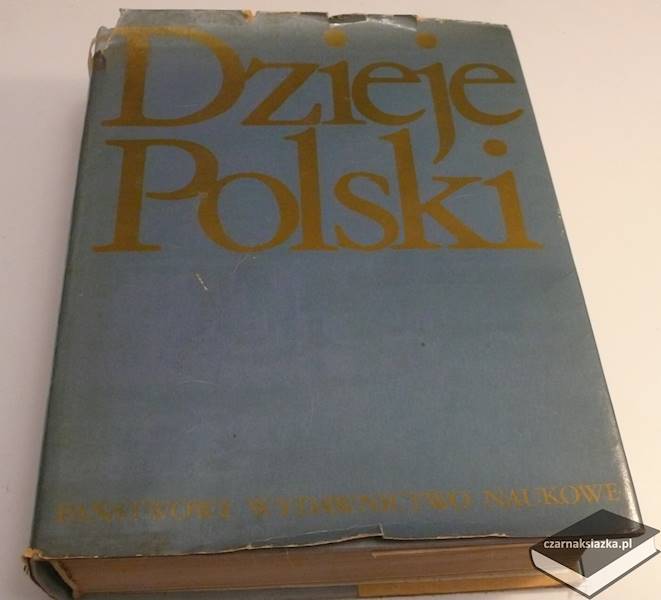 Dzieje
Polski
PAŃSTWOWE WYDAWNICTWO NAUKOWE
czarnaksiazka.pl